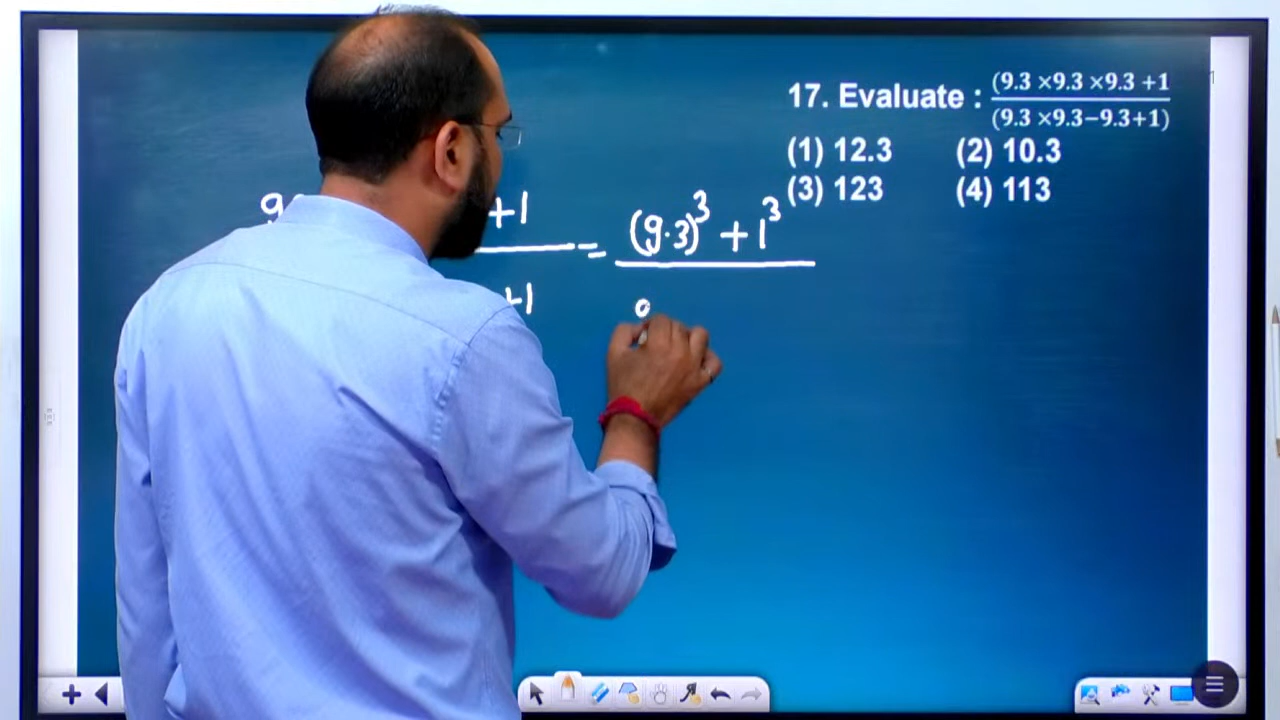 17. Evaluate : (9.3 ×9.3 ×9.3 +1
(9.3 ×9.3−9.3+1)
(1) 12.3 (2) 10.3
(3) 123 (4) 113
9 +1 = (9.3)³ + 1³
+1